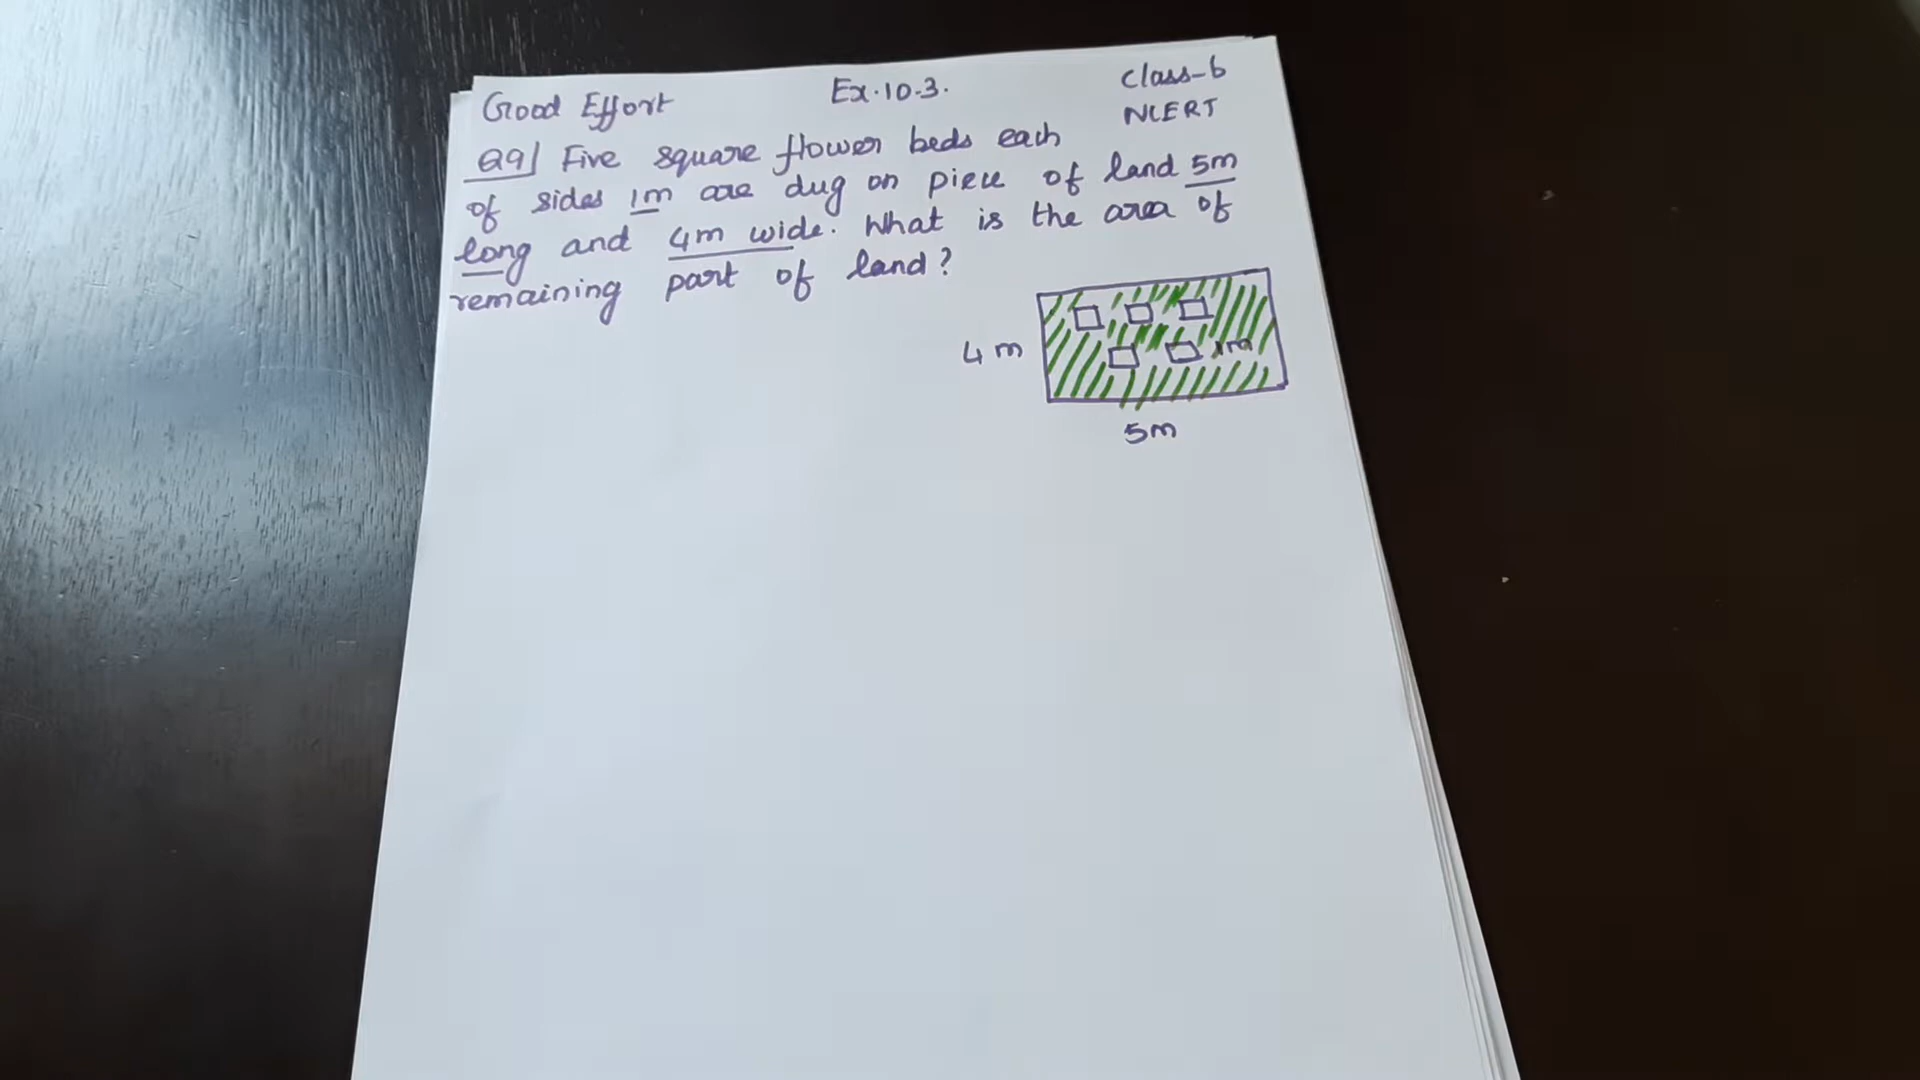 Good Effort
Ex. 10.3.
Class-6
NCERT
Q9| Five square flower beds each
of sides 1m are dug on piece of land 5m
long and 4m wide. What is the area of
remaining part of land?
4 m
1m
5m